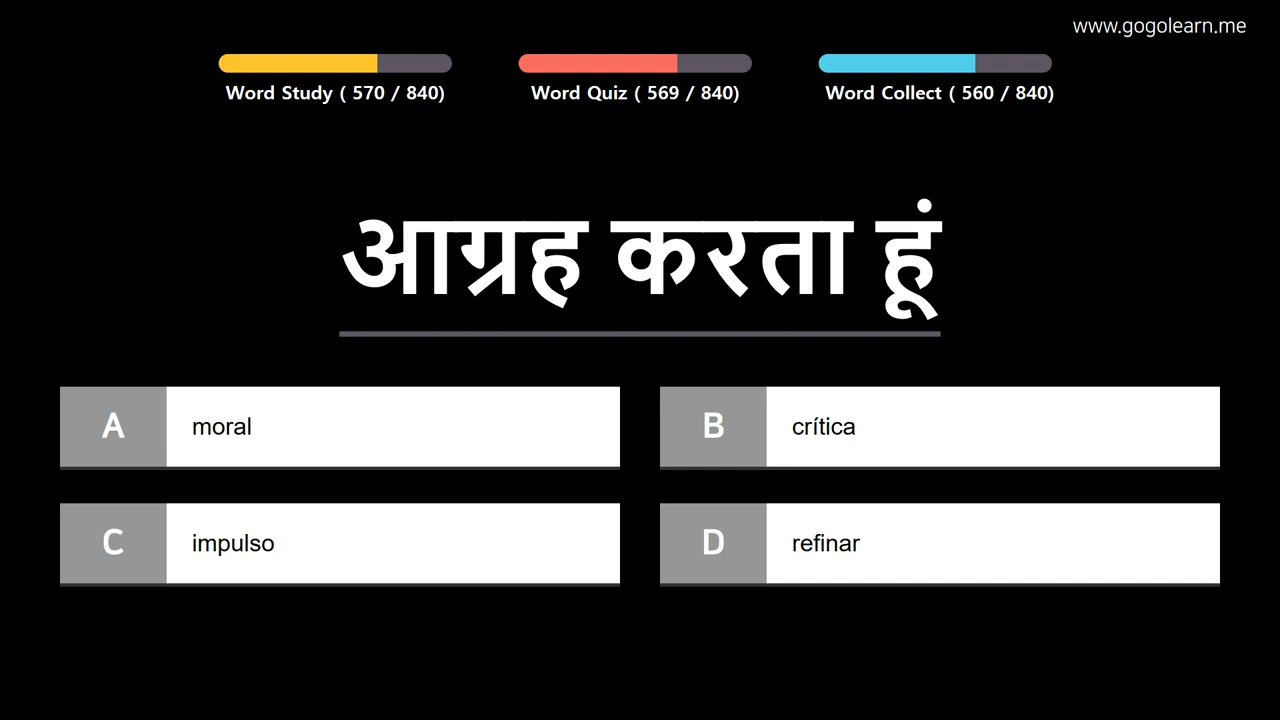 www.gogolearn.me
Word Study ( 570 / 840)
Word Quiz ( 569 / 840)
Word Collect ( 560 / 840)
आग्रह करता हूं
A moral
B crítica
C impulso
D refinar